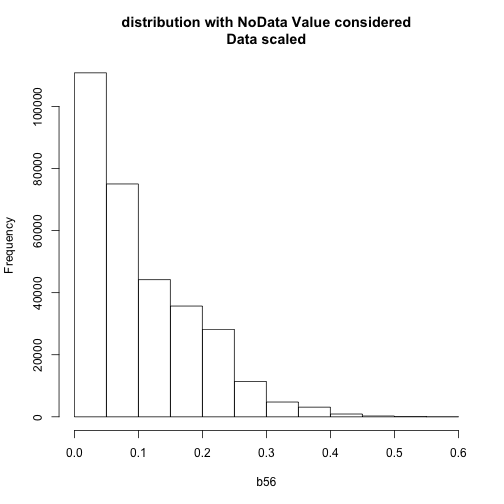 distribution with NoData Value considered
Data scaled
Frequency
100000
80000
60000
40000
20000
0
0.0 0.1 0.2 0.3 0.4 0.5 0.6
b56